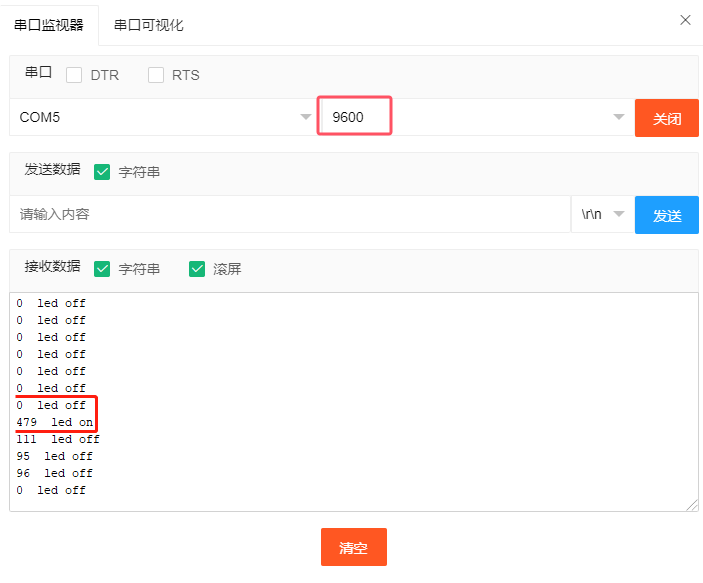 串口监视器 串口可视化
串口 DTR RTS
COM5 9600 关闭
发送数据 字符串
请输入内容 \r\n 发送
接收数据 字符串 滚屏
0  led off
0  led off
0  led off
0  led off
0  led off
0  led off
0  led off
479  led on
111  led off
95  led off
96  led off
0  led off
清空